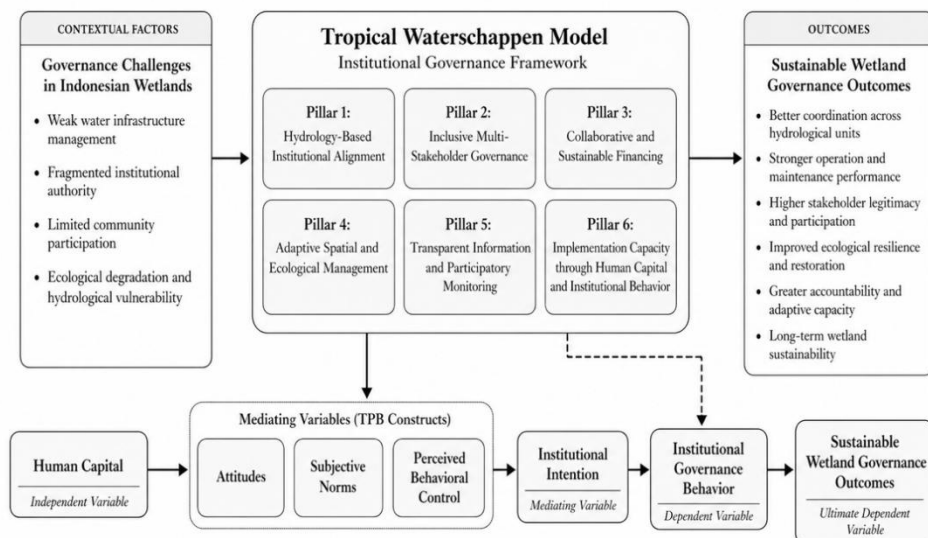 CONTEXTUAL FACTORS
Governance Challenges
in Indonesian Wetlands
• Weak water infrastructure
management
• Fragmented institutional
authority
• Limited community
participation
• Ecological degradation and
hydrological vulnerability
Tropical Waterschappen Model
Institutional Governance Framework
Pillar 1:
Hydrology-Based
Institutional Alignment
Pillar 2:
Inclusive Multi-
Stakeholder Governance
Pillar 3:
Collaborative and
Sustainable Financing
Pillar 4:
Adaptive Spatial and
Ecological Management
Pillar 5:
Transparent Information
and Participatory
Monitoring
Pillar 6:
Implementation Capacity
through Human Capital
and Institutional Behavior
OUTCOMES
Sustainable Wetland
Governance Outcomes
• Better coordination across
hydrological units
• Stronger operation and
maintenance performance
• Higher stakeholder legitimacy
and participation
• Improved ecological resilience
and restoration
• Greater accountability and
adaptive capacity
• Long-term wetland
sustainability
Human Capital
Independent Variable
Mediating Variables (TPB Constructs)
Attitudes
Subjective
Norms
Perceived
Behavioral
Control
Institutional
Intention
Mediating Variable
Institutional
Governance
Behavior
Dependent Variable
Sustainable
Wetland Governance
Outcomes
Ultimate Dependent
Variable